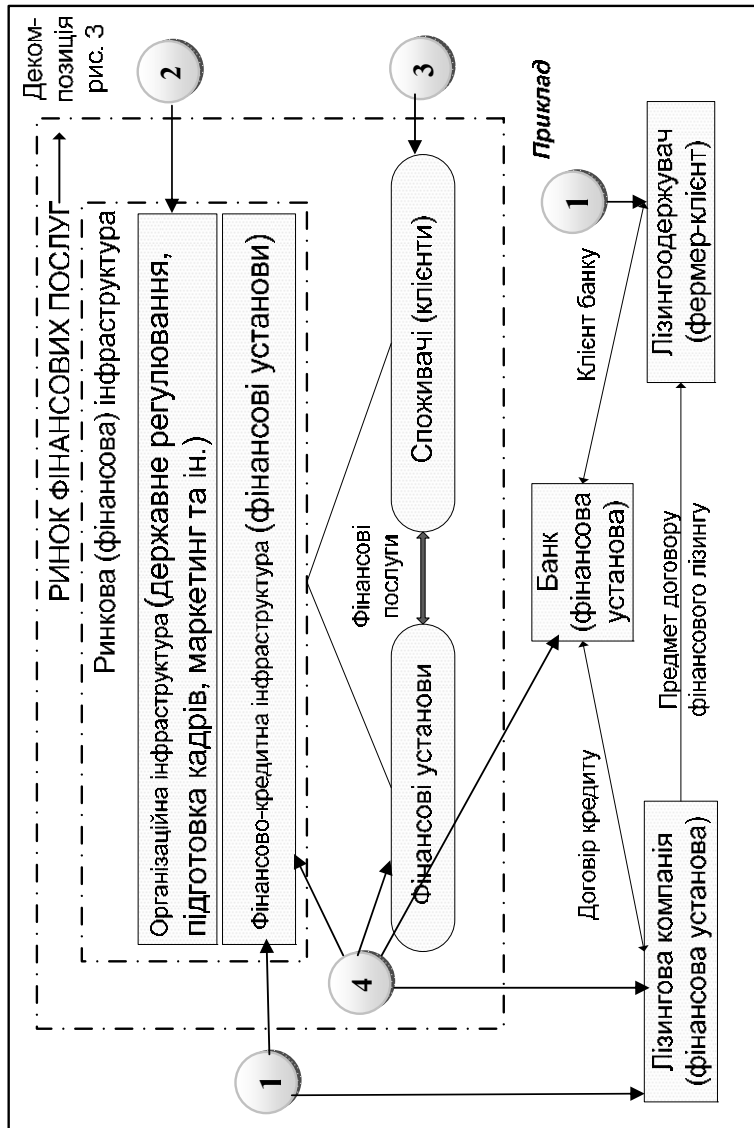 РИНОК ФІНАНСОВИХ ПОСЛУГ
Деком-
позиція
рис. 3
Ринкова (фінансова) інфраструктура
Організаційна інфраструктура (державне регулювання,
підготовка кадрів, маркетинг та ін.)
2
Фінансово-кредитна інфраструктура (фінансові установи)
1
4
Фінансові установи
Фінансові
послуги
Споживачі (клієнти)
3
Приклад
1
Договір кредиту
Банк
(фінансова
установа)
Клієнт банку
Лізингова компанія
(фінансова установа)
Предмет договору
фінансового лізингу
Лізингоодержувач
(фермер-клієнт)